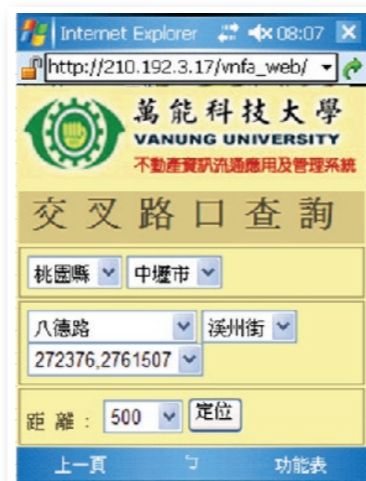 Internet Explorer 08:07
http://210.192.3.17/vnfa_web/
萬能科技大學
VANUNG UNIVERSITY
不動產資訊流通應用及管理系統
交叉路口查詢
桃園縣 中壢市
八德路 溪州街
272376,2761507
距離： 500 定位
上一頁 ㄅ 功能表